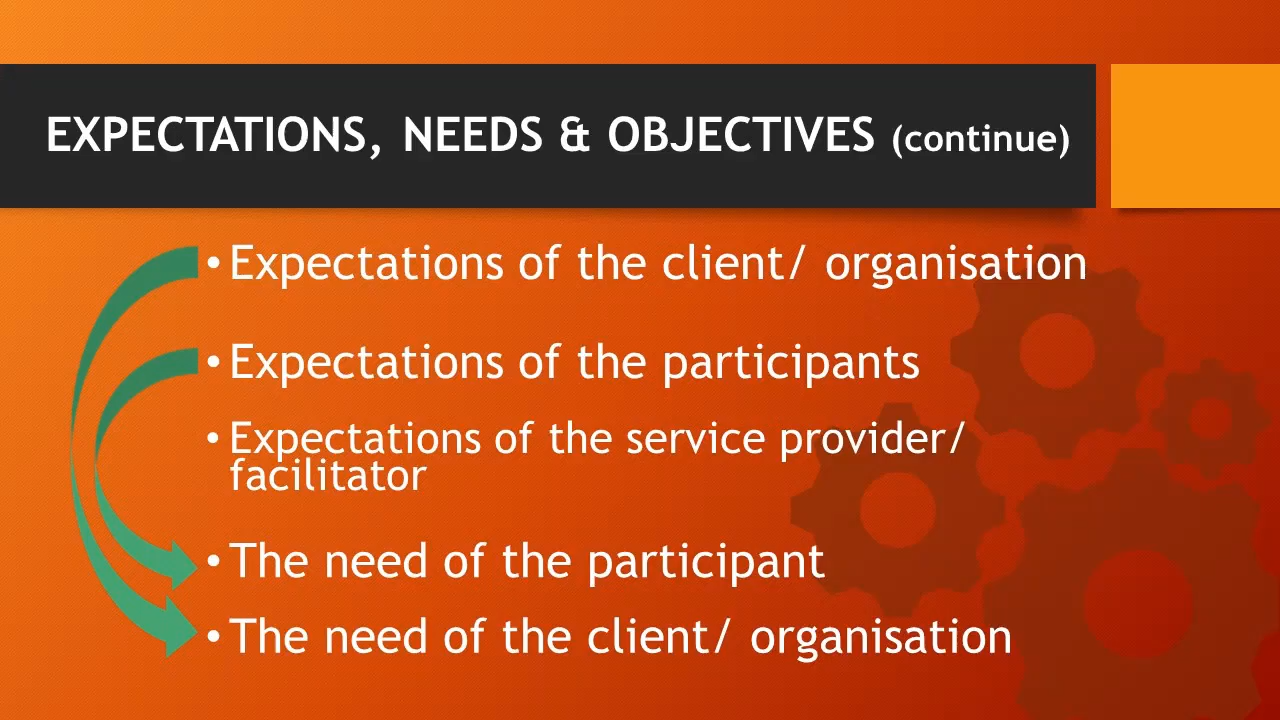 EXPECTATIONS, NEEDS & OBJECTIVES (continue)
• Expectations of the client/ organisation
• Expectations of the participants
• Expectations of the service provider/
facilitator
• The need of the participant
• The need of the client/ organisation